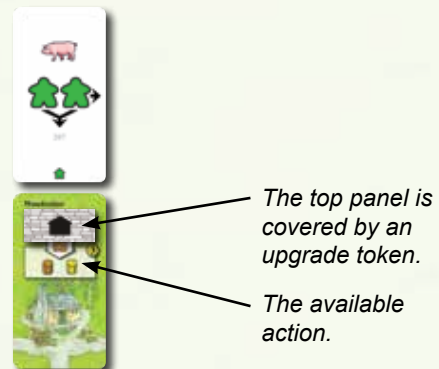 The top panel is
covered by an
upgrade token.
The available
action.